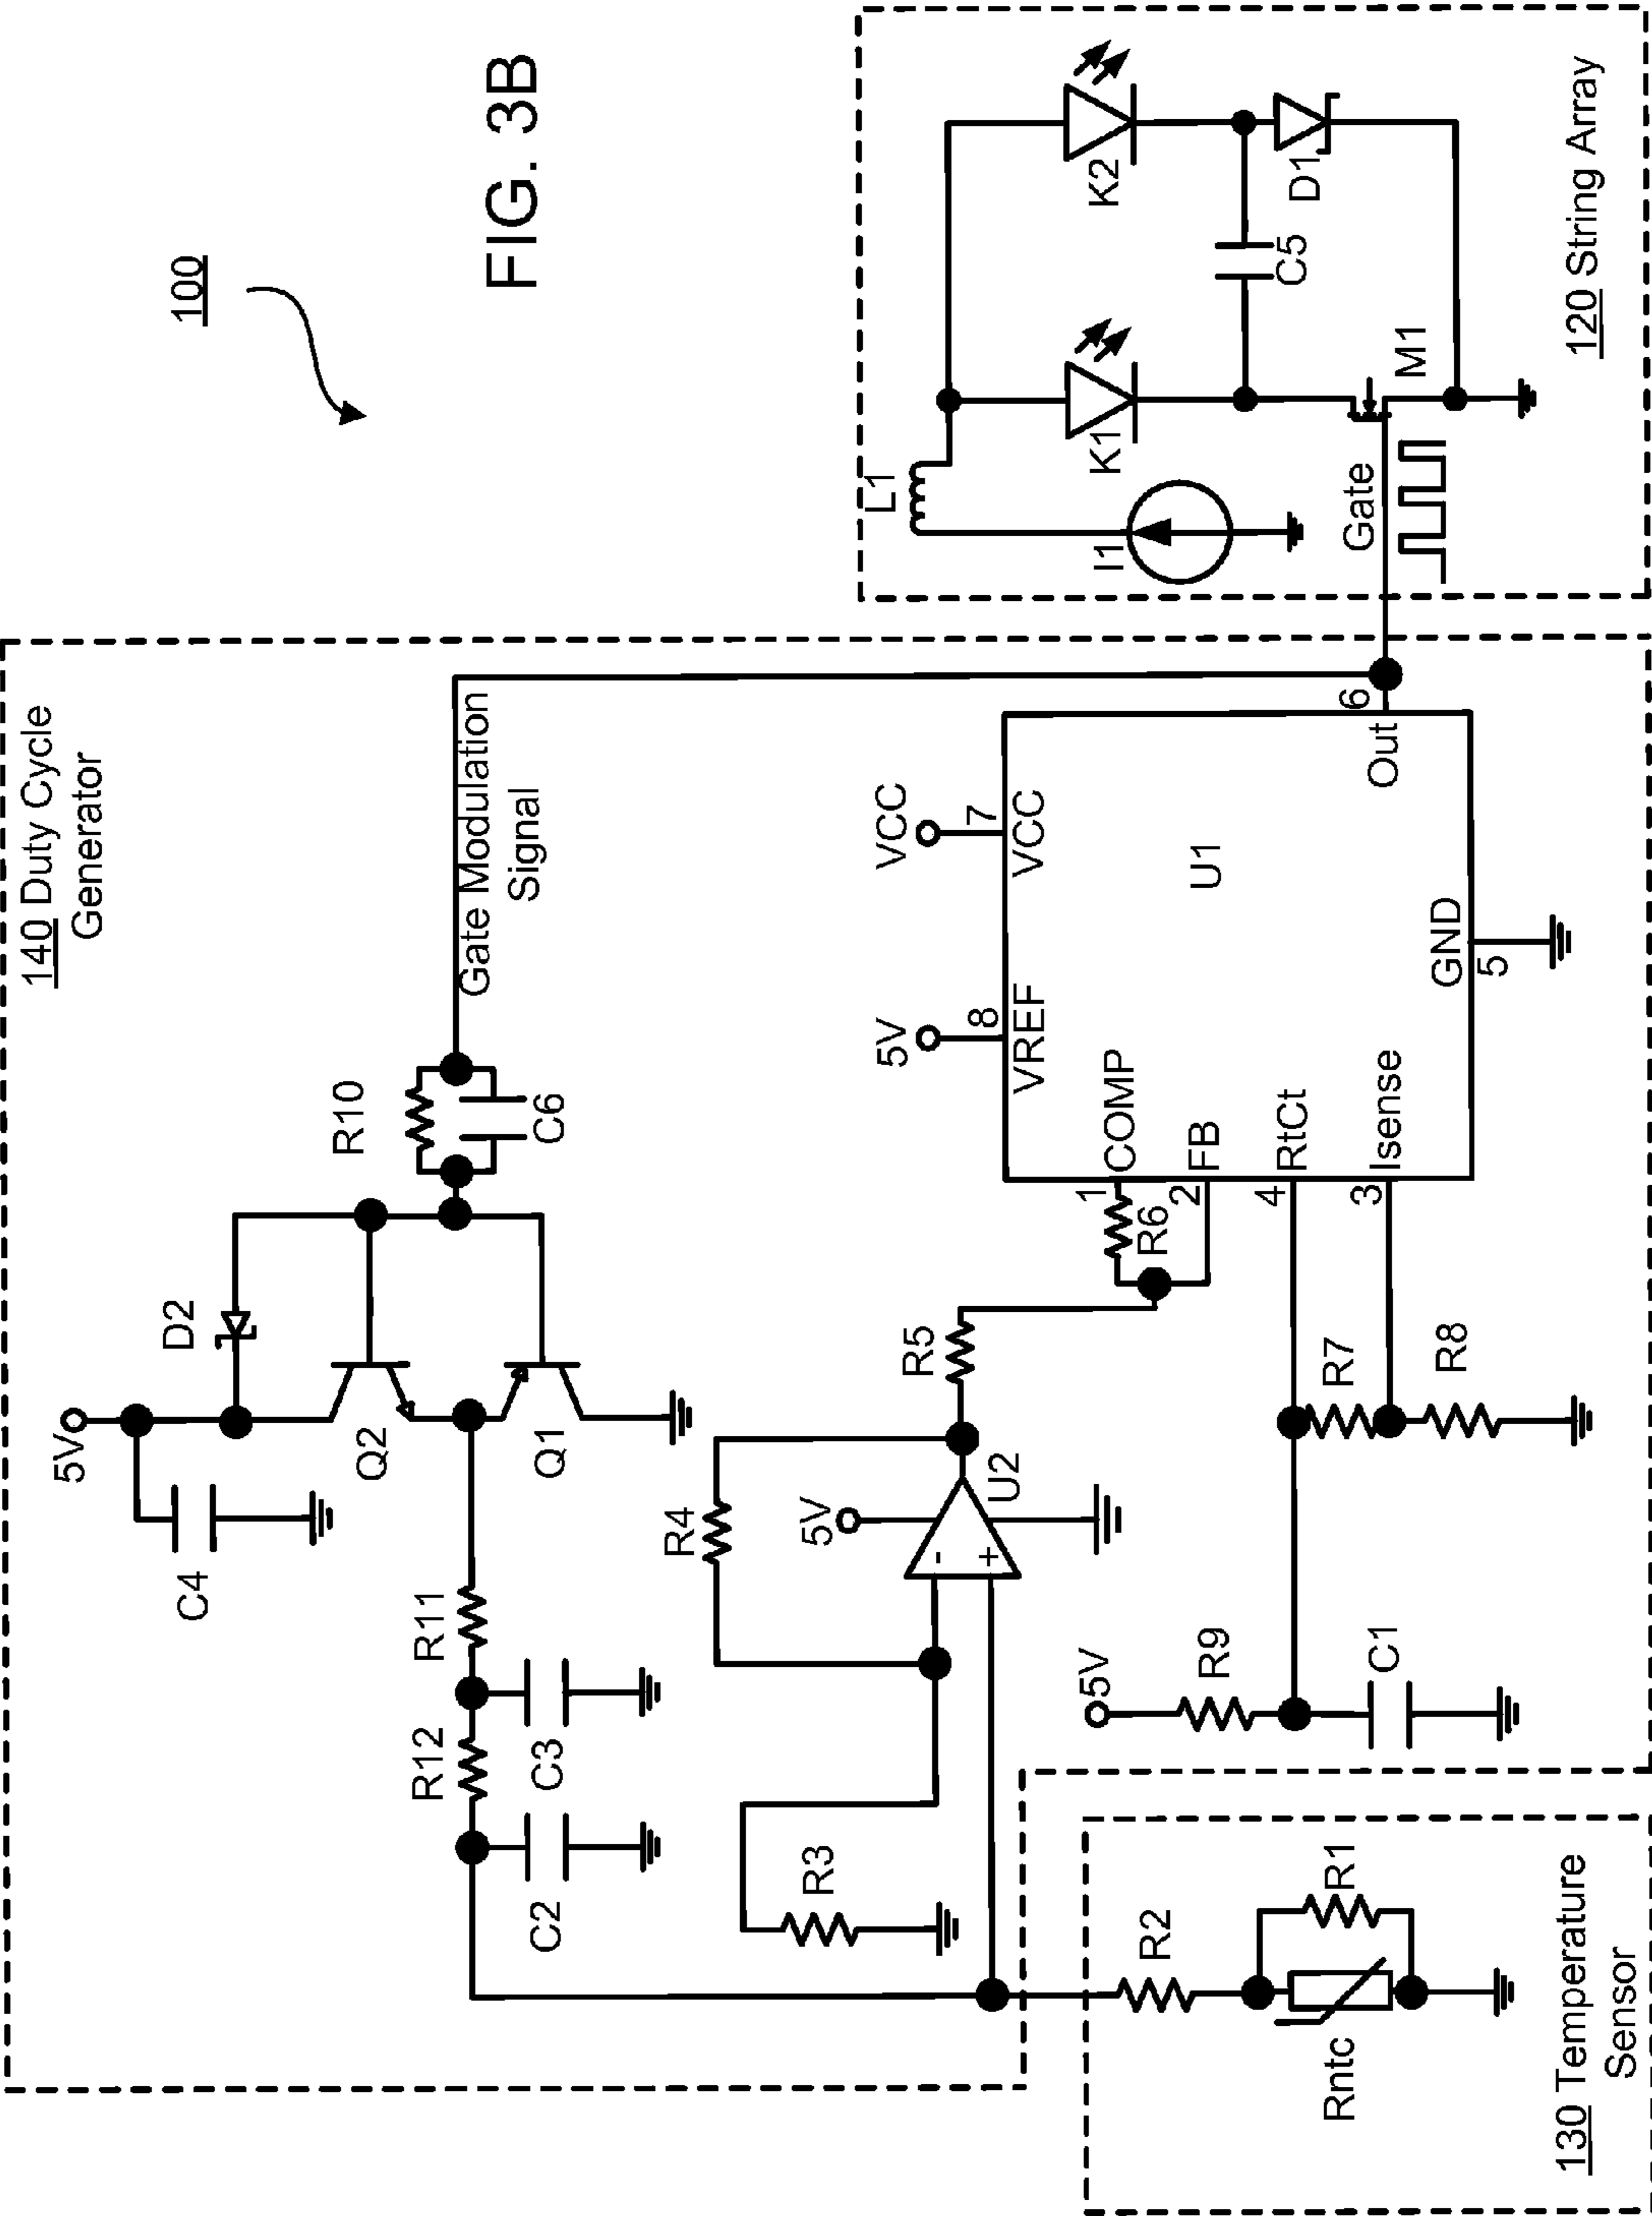 100
FIG. 3B
140 Duty Cycle
Generator
5V
C4
D2
Q2
Q1
R10
C6
Gate Modulation
Signal
R11
R12
C3
C2
R4
5V
-
+
U2
R5
R3
5V
8
VREF
VCC
7
VCC
U1
1
COMP
R6
2
FB
4
RtCt
3
Isense
GND
5
6
Out
R7
R8
5V
R9
C1
130 Temperature
Sensor
R2
R1
Rntc
120 String Array
L1
I1
K1
K2
C5
D1
M1
Gate